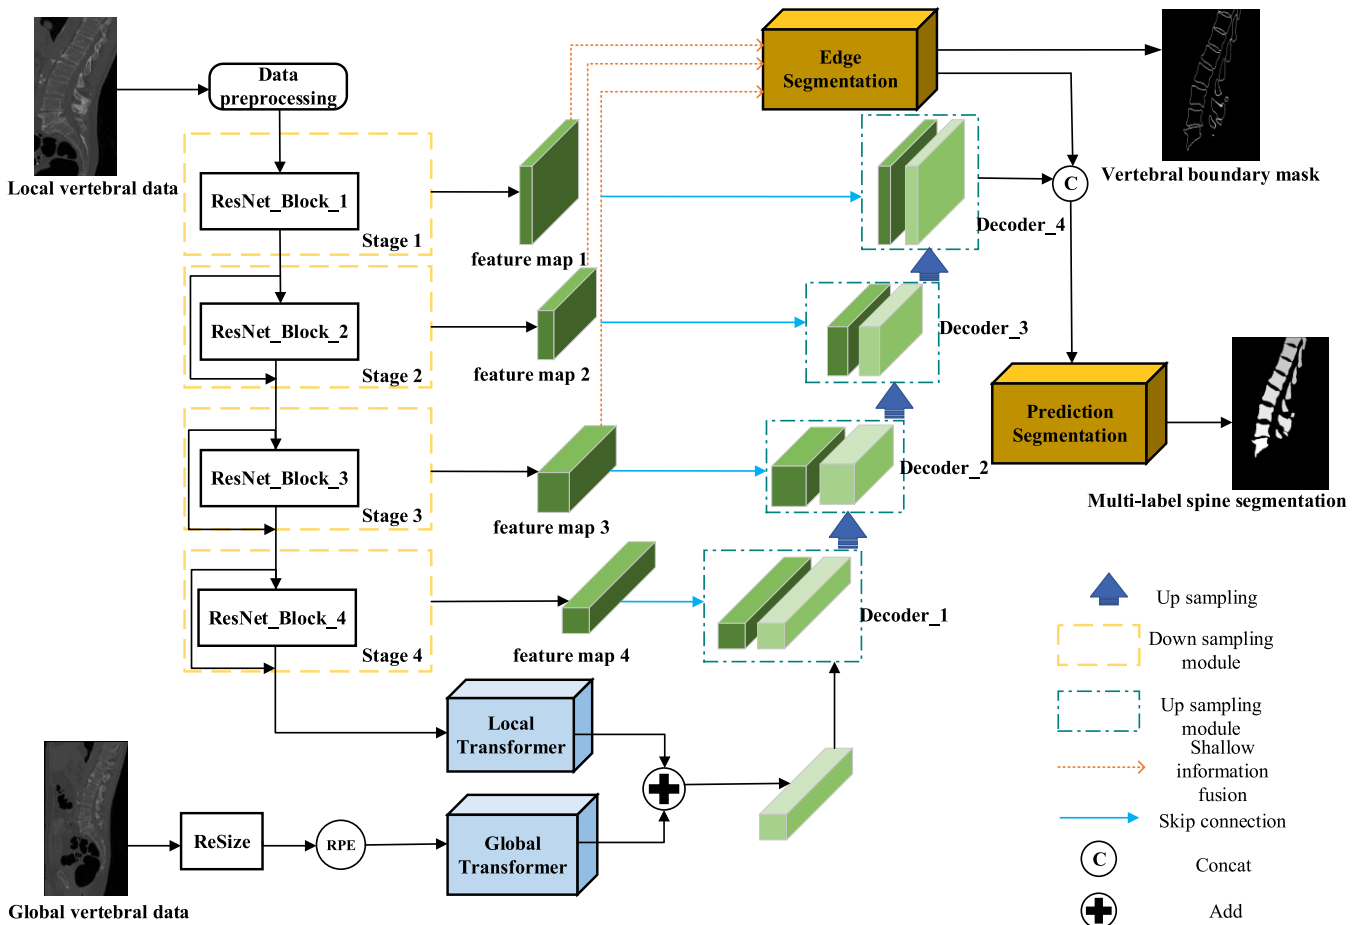 Local vertebral data
Data
preprocessing
ResNet_Block_1
Stage 1
ResNet_Block_2
Stage 2
ResNet_Block_3
Stage 3
ResNet_Block_4
Stage 4
feature map 1
feature map 2
feature map 3
feature map 4
Edge
Segmentation
Vertebral boundary mask
C
Decoder_4
Decoder_3
Decoder_2
Decoder_1
Prediction
Segmentation
Multi-label spine segmentation
Local
Transformer
Global
Transformer
ReSize
RPE
Global vertebral data
Up sampling
Down sampling
module
Up sampling
module
Shallow
information
fusion
Skip connection
C
Concat
Add